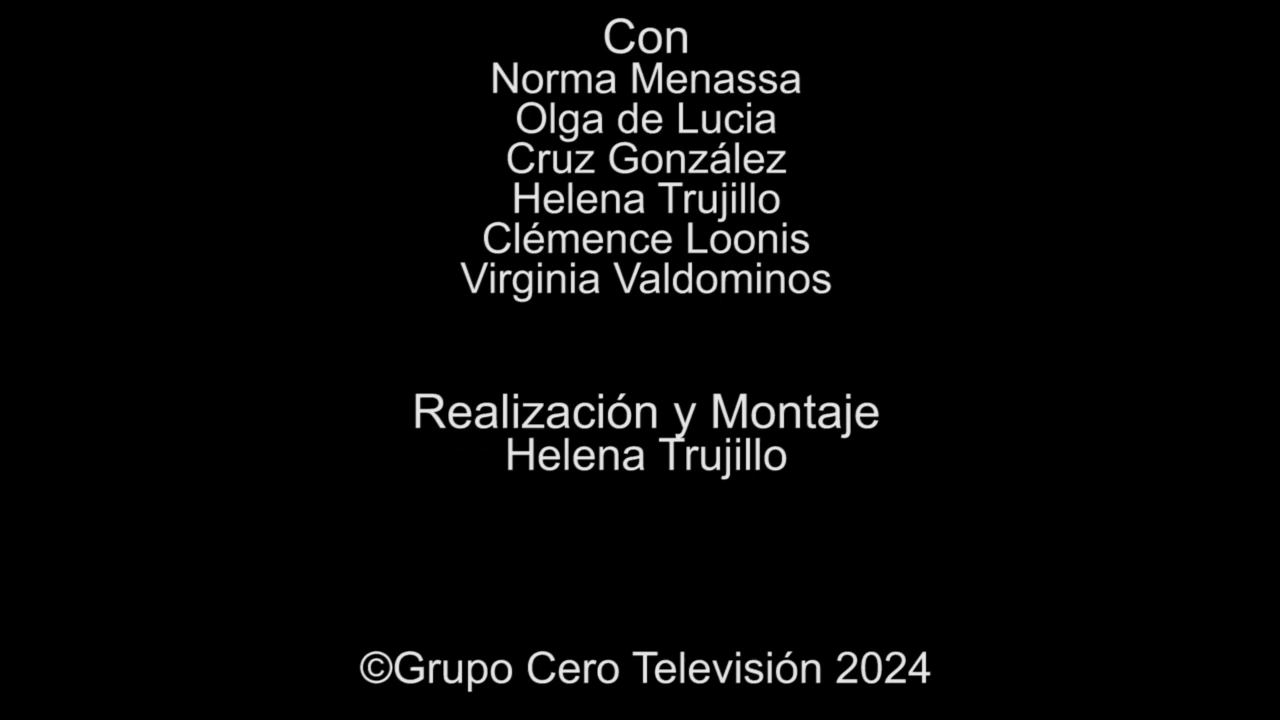 Con
Norma Menassa
Olga de Lucia
Cruz González
Helena Trujillo
Clémence Loonis
Virginia Valdominos
Realización y Montaje
Helena Trujillo
©Grupo Cero Televisión 2024